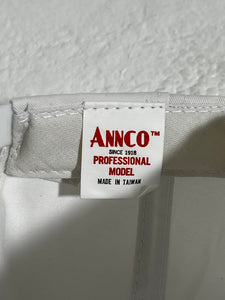 ANNCO™
SINCE 1918
PROFESSIONAL
MODEL
MADE IN TAIWAN